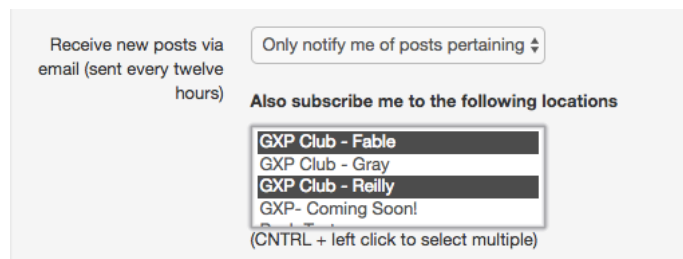 Receive new posts via
email (sent every twelve
hours)
Only notify me of posts pertaining
Also subscribe me to the following locations
GXP Club - Fable
GXP Club - Gray
GXP Club - Reilly
GXP- Coming Soon!
(CNTRL + left click to select multiple)